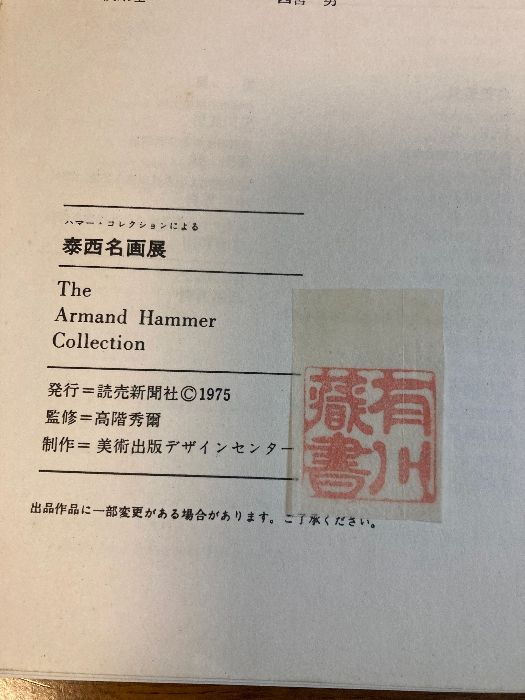 ハマー・コレクションによる
泰西名画展
The
Armand Hammer
Collection
発行=読売新聞社©1975
監修=高階秀爾
制作=美術出版デザインセンター
出品作品に一部変更がある場合があります。ご了承ください。
有川
蔵書